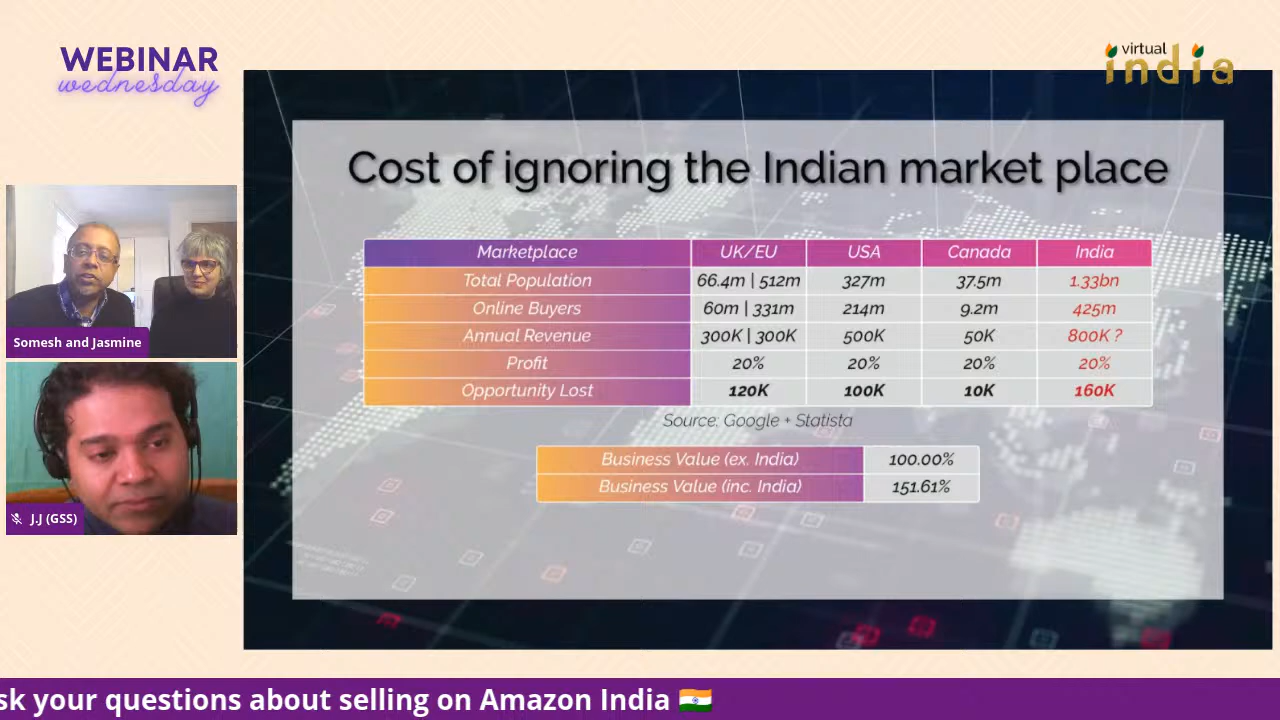 WEBINAR
wednesday
virtual
india
Cost of ignoring the Indian market place
Marketplace UK/EU USA Canada India
Total Population 66.4m | 512m 327m 37.5m 1.33bn
Online Buyers 60m | 331m 214m 9.2m 425m
Annual Revenue 300K | 300K 500K 50K 800K ?
Profit 20% 20% 20% 20%
Opportunity Lost 120K 100K 10K 160K
Source: Google + Statista
Business Value (ex. India) 100.00%
Business Value (inc. India) 151.61%
Somesh and Jasmine
J.J (GSS)
sk your questions about selling on Amazon India